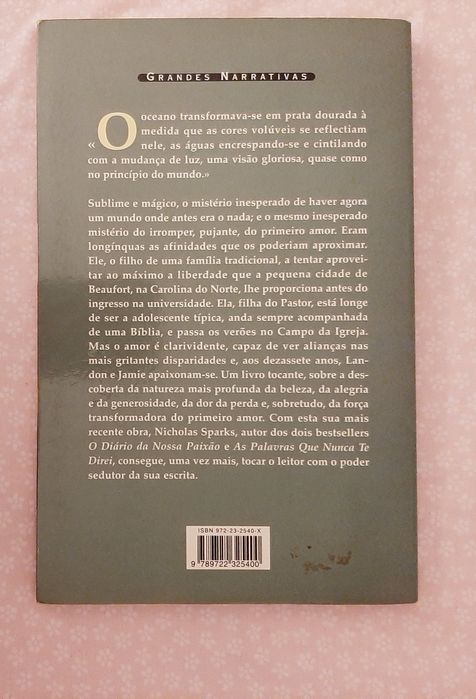 GRANDES NARRATIVAS
«O oceano transformava-se em prata dourada à
medida que as cores volúveis se reflectiam
nele, as águas encrespando-se e cintilando
com a mudança de luz, uma visão gloriosa, quase como
no princípio do mundo.»
Sublime e mágico, o mistério inesperado de haver agora
um mundo onde antes era o nada; e o mesmo inesperado
mistério do irromper, pujante, do primeiro amor. Eram
longínquas as afinidades que os poderiam aproximar.
Ele, o filho de uma família tradicional, a tentar aprovei-
tar ao máximo a liberdade que a pequena cidade de
Beaufort, na Carolina do Norte, lhe proporciona antes do
ingresso na universidade. Ela, filha do Pastor, está longe
de ser a adolescente típica, anda sempre acompanhada
de uma Bíblia, e passa os verões no Campo da Igreja.
Mas o amor é clarividente, capaz de ver alianças nas
mais gritantes disparidades e, aos dezassete anos, Lan-
don e Jamie apaixonam-se. Um livro tocante, sobre a des-
coberta da natureza mais profunda da beleza, da alegria
e da generosidade, da dor da perda e, sobretudo, da força
transformadora do primeiro amor. Com esta sua mais
recente obra, Nicholas Sparks, autor dos dois bestsellers
O Diário da Nossa Paixão e As Palavras Que Nunca Te
Direi, consegue, uma vez mais, tocar o leitor com o poder
sedutor da sua escrita.
ISBN 972-23-2540-X
9 789722 325400